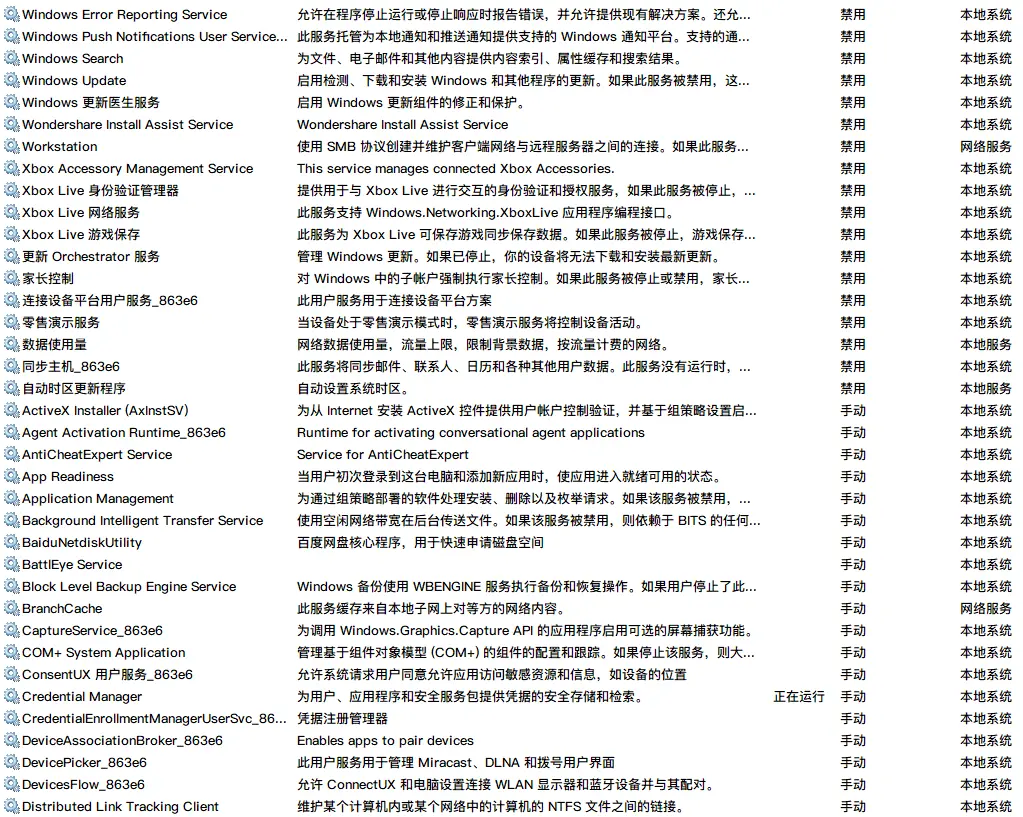 Windows Error Reporting Service 允许在程序停止运行或停止响应时报告错误，并允许提供现有解决方案。还允... 禁用 本地系统
Windows Push Notifications User Service... 此服务托管为本地通知和推送通知提供支持的 Windows 通知平台。支持的通... 禁用 本地系统
Windows Search 为文件、电子邮件和其他内容提供内容索引、属性缓存和搜索结果。 禁用 本地系统
Windows Update 启用检测、下载和安装 Windows 和其他程序的更新。如果此服务被禁用，这... 禁用 本地系统
Windows 更新医生服务 启用 Windows 更新组件的修正和保护。 禁用 本地系统
Wondershare Install Assist Service Wondershare Install Assist Service 禁用 本地系统
Workstation 使用 SMB 协议创建并维护客户端网络与远程服务器之间的连接。如果此服务... 禁用 网络服务
Xbox Accessory Management Service This service manages connected Xbox Accessories. 禁用 本地系统
Xbox Live 身份验证管理器 提供用于与 Xbox Live 进行交互的身份验证和授权服务，如果此服务被停止，... 禁用 本地系统
Xbox Live 网络服务 此服务支持 Windows.Networking.XboxLive 应用程序编程接口。 禁用 本地系统
Xbox Live 游戏保存 此服务为 Xbox Live 可保存游戏同步保存数据。如果此服务被停止，游戏保存... 禁用 本地系统
更新 Orchestrator 服务 管理 Windows 更新。如果已停止，你的设备将无法下载和安装最新更新。 禁用 本地系统
家长控制 对 Windows 中的子帐户强制执行家长控制。如果此服务被停止或禁用，家长... 禁用 本地系统
连接设备平台用户服务_863e6 此用户服务用于连接设备平台方案 禁用 本地系统
零售演示服务 当设备处于零售演示模式时，零售演示服务将控制设备活动。 禁用 本地系统
数据使用量 网络数据使用量，流量上限，限制背景数据，按流量计费的网络。 禁用 本地服务
同步主机_863e6 此服务将同步邮件、联系人、日历和各种其他用户数据。此服务没有运行时，... 禁用 本地系统
自动时区更新程序 自动设置系统时区。 禁用 本地服务
ActiveX Installer (AxInstSV) 为从 Internet 安装 ActiveX 控件提供用户帐户控制验证，并基于组策略设置启... 手动 本地系统
Agent Activation Runtime_863e6 Runtime for activating conversational agent applications 手动 本地系统
AntiCheatExpert Service Service for AntiCheatExpert 手动 本地系统
App Readiness 当用户初次登录到这台电脑和添加新应用时，使应用进入就绪可用的状态。 手动 本地系统
Application Management 为通过组策略部署的软件处理安装、删除以及枚举请求。如果该服务被禁用，... 手动 本地系统
Background Intelligent Transfer Service 使用空闲网络带宽在后台传送文件。如果该服务被禁用，则依赖于 BITS 的任何... 手动 本地系统
BaiduNetdiskUtility 百度网盘核心程序，用于快速申请磁盘空间 手动 本地系统
BattlEye Service 手动 本地系统
Block Level Backup Engine Service Windows 备份使用 WBENGINE 服务执行备份和恢复操作。如果用户停止了此... 手动 本地系统
BranchCache 此服务缓存来自本地子网上对等方的网络内容。 手动 网络服务
CaptureService_863e6 为调用 Windows.Graphics.Capture API 的应用程序启用可选的屏幕捕获功能。 手动 本地系统
COM+ System Application 管理基于组件对象模型 (COM+) 的组件的配置和跟踪。如果停止该服务，则大... 手动 本地系统
ConsentUX 用户服务_863e6 允许系统请求用户同意允许应用访问敏感资源和信息，如设备的位置 手动 本地系统
Credential Manager 为用户、应用程序和安全服务包提供凭据的安全存储和检索。 正在运行 手动 本地系统
CredentialEnrollmentManagerUserSvc_86... 凭据注册管理器 手动 本地系统
DeviceAssociationBroker_863e6 Enables apps to pair devices 手动 本地系统
DevicePicker_863e6 此用户服务用于管理 Miracast、DLNA 和拨号用户界面 手动 本地系统
DevicesFlow_863e6 允许 ConnectUX 和电脑设置连接 WLAN 显示器和蓝牙设备并与其配对。 手动 本地系统
Distributed Link Tracking Client 维护某个计算机内或某个网络中的计算机的 NTFS 文件之间的链接。 手动 本地系统